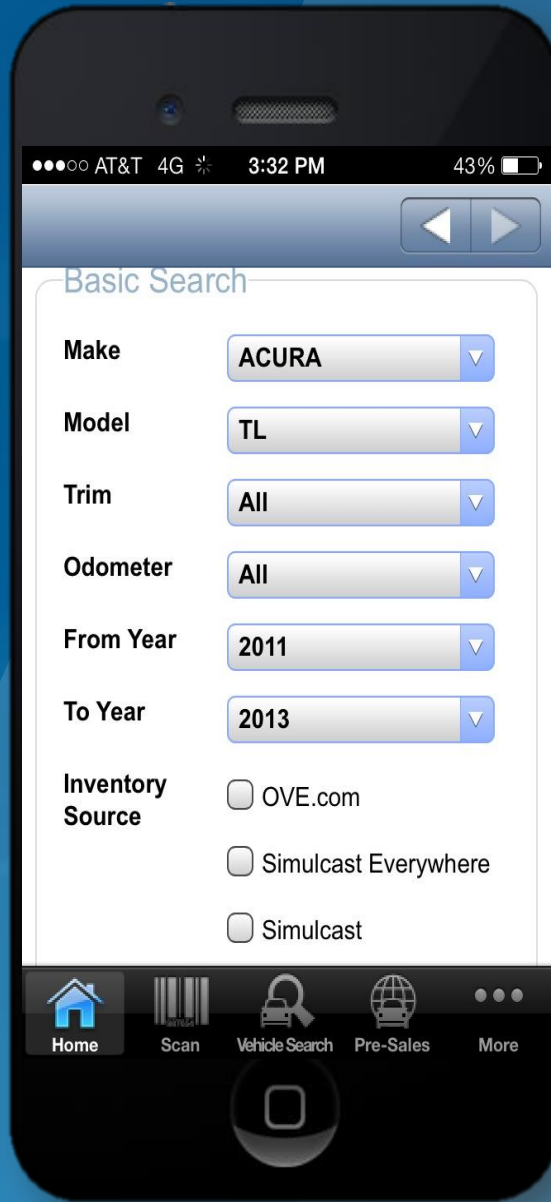 AT&T 4G 3:32 PM 43%
Basic Search
Make ACURA
Model TL
Trim All
Odometer All
From Year 2011
To Year 2013
Inventory Source OVE.com
Simulcast Everywhere
Simulcast
Home Scan Vehicle Search Pre-Sales More